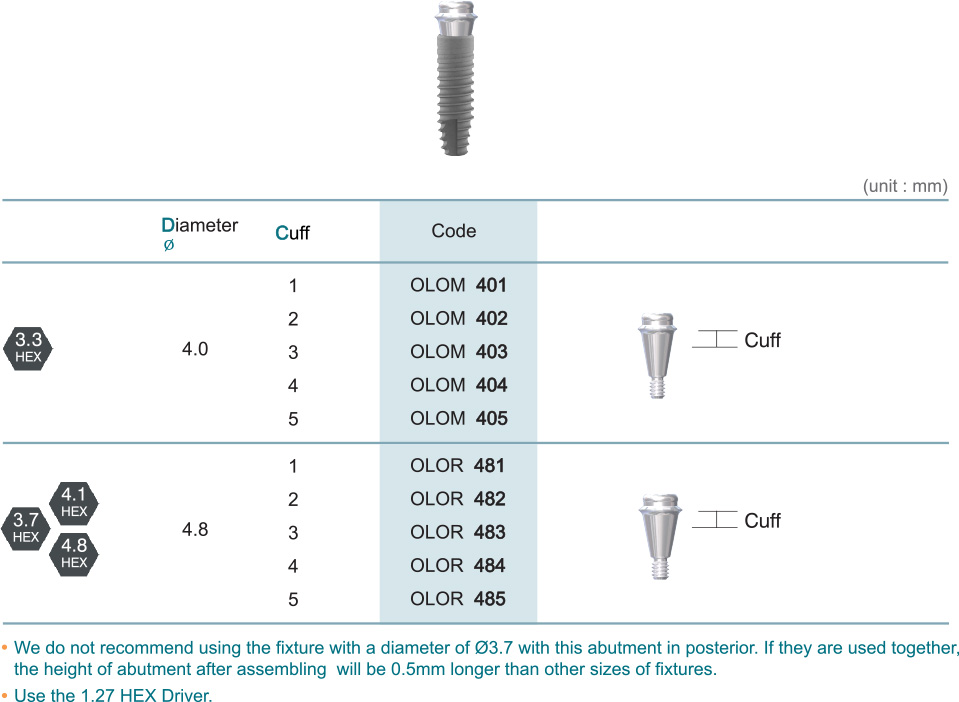 (unit : mm)
Diameter Ø Cuff Code
1 OLOM 401
2 OLOM 402
3.3 HEX 4.0 3 OLOM 403 Cuff
4 OLOM 404
5 OLOM 405
1 OLOR 481
4.1 HEX 2 OLOR 482
3.7 HEX 4.8 3 OLOR 483 Cuff
4.8 HEX 4 OLOR 484
5 OLOR 485
• We do not recommend using the fixture with a diameter of Ø3.7 with this abutment in posterior. If they are used together,
the height of abutment after assembling will be 0.5mm longer than other sizes of fixtures.
• Use the 1.27 HEX Driver.